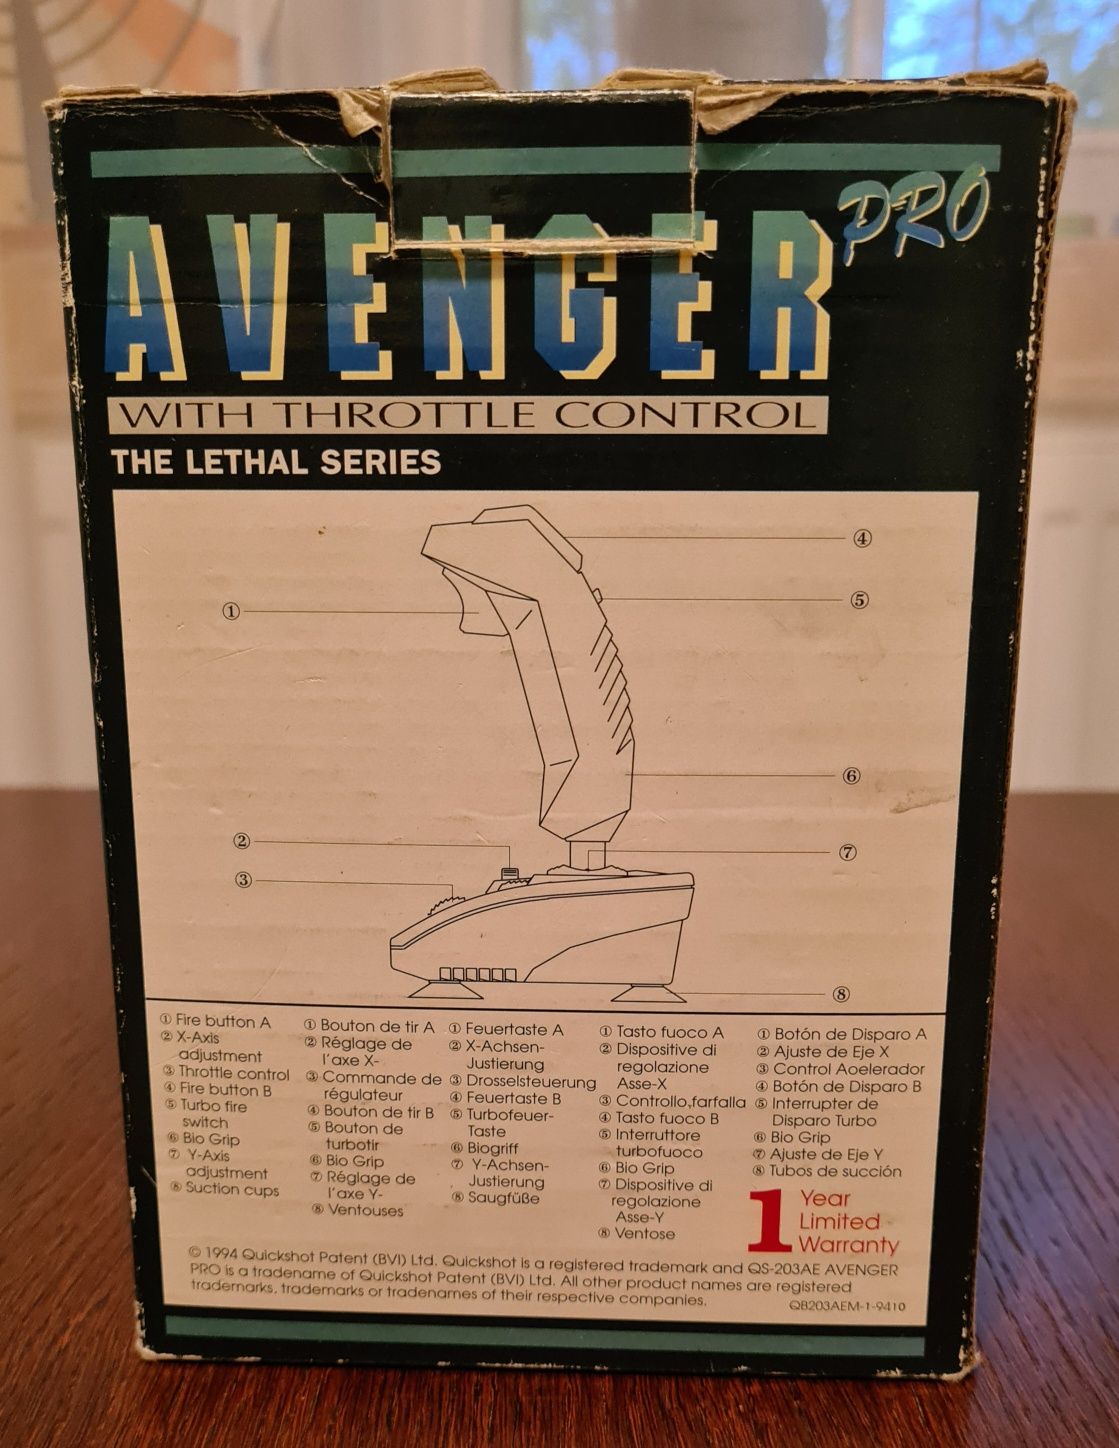 AVENGER PRO
WITH THROTTLE CONTROL
THE LETHAL SERIES
④
⑤
①
⑥
②
⑦
③
⑧
① Fire button A
② X-Axis
adjustment
③ Throttle control
④ Fire button B
⑤ Turbo fire
switch
⑥ Bio Grip
⑦ Y-Axis
adjustment
⑧ Suction cups
① Bouton de tir A
② Réglage de
l'axe X-
③ Commande de
régulateur
④ Bouton de tir B
⑤ Bouton de
turbotir
⑥ Bio Grip
⑦ Réglage de
l'axe Y-
⑧ Ventouses
① Feuertaste A
② X-Achsen-
Justierung
③ Drosselsteuerung
④ Feuertaste B
⑤ Turbofeuer-
Taste
⑥ Biogriff
⑦ Y-Achsen-
Justierung
⑧ Saugfüße
① Tasto fuoco A
② Dispositive di
regolazione
Asse-X
③ Controllo,farfalla
④ Tasto fuoco B
⑤ Interruttore
turbofuoco
⑥ Bio Grip
⑦ Dispositive di
regolazione
Asse-Y
⑧ Ventose
① Botón de Disparo A
② Ajuste de Eje X
③ Control Aoelerador
④ Botón de Disparo B
⑤ Interrupter de
Disparo Turbo
⑥ Bio Grip
⑦ Ajuste de Eje Y
⑧ Tubos de succión
1 Year
Limited
Warranty
© 1994 Quickshot Patent (BVI) Ltd. Quickshot is a registered trademark and QS-203AE AVENGER
PRO is a tradename of Quickshot Patent (BVI) Ltd. All other product names are registered
trademarks, trademarks or tradenames of their respective companies.
QB203AEM-1-9410